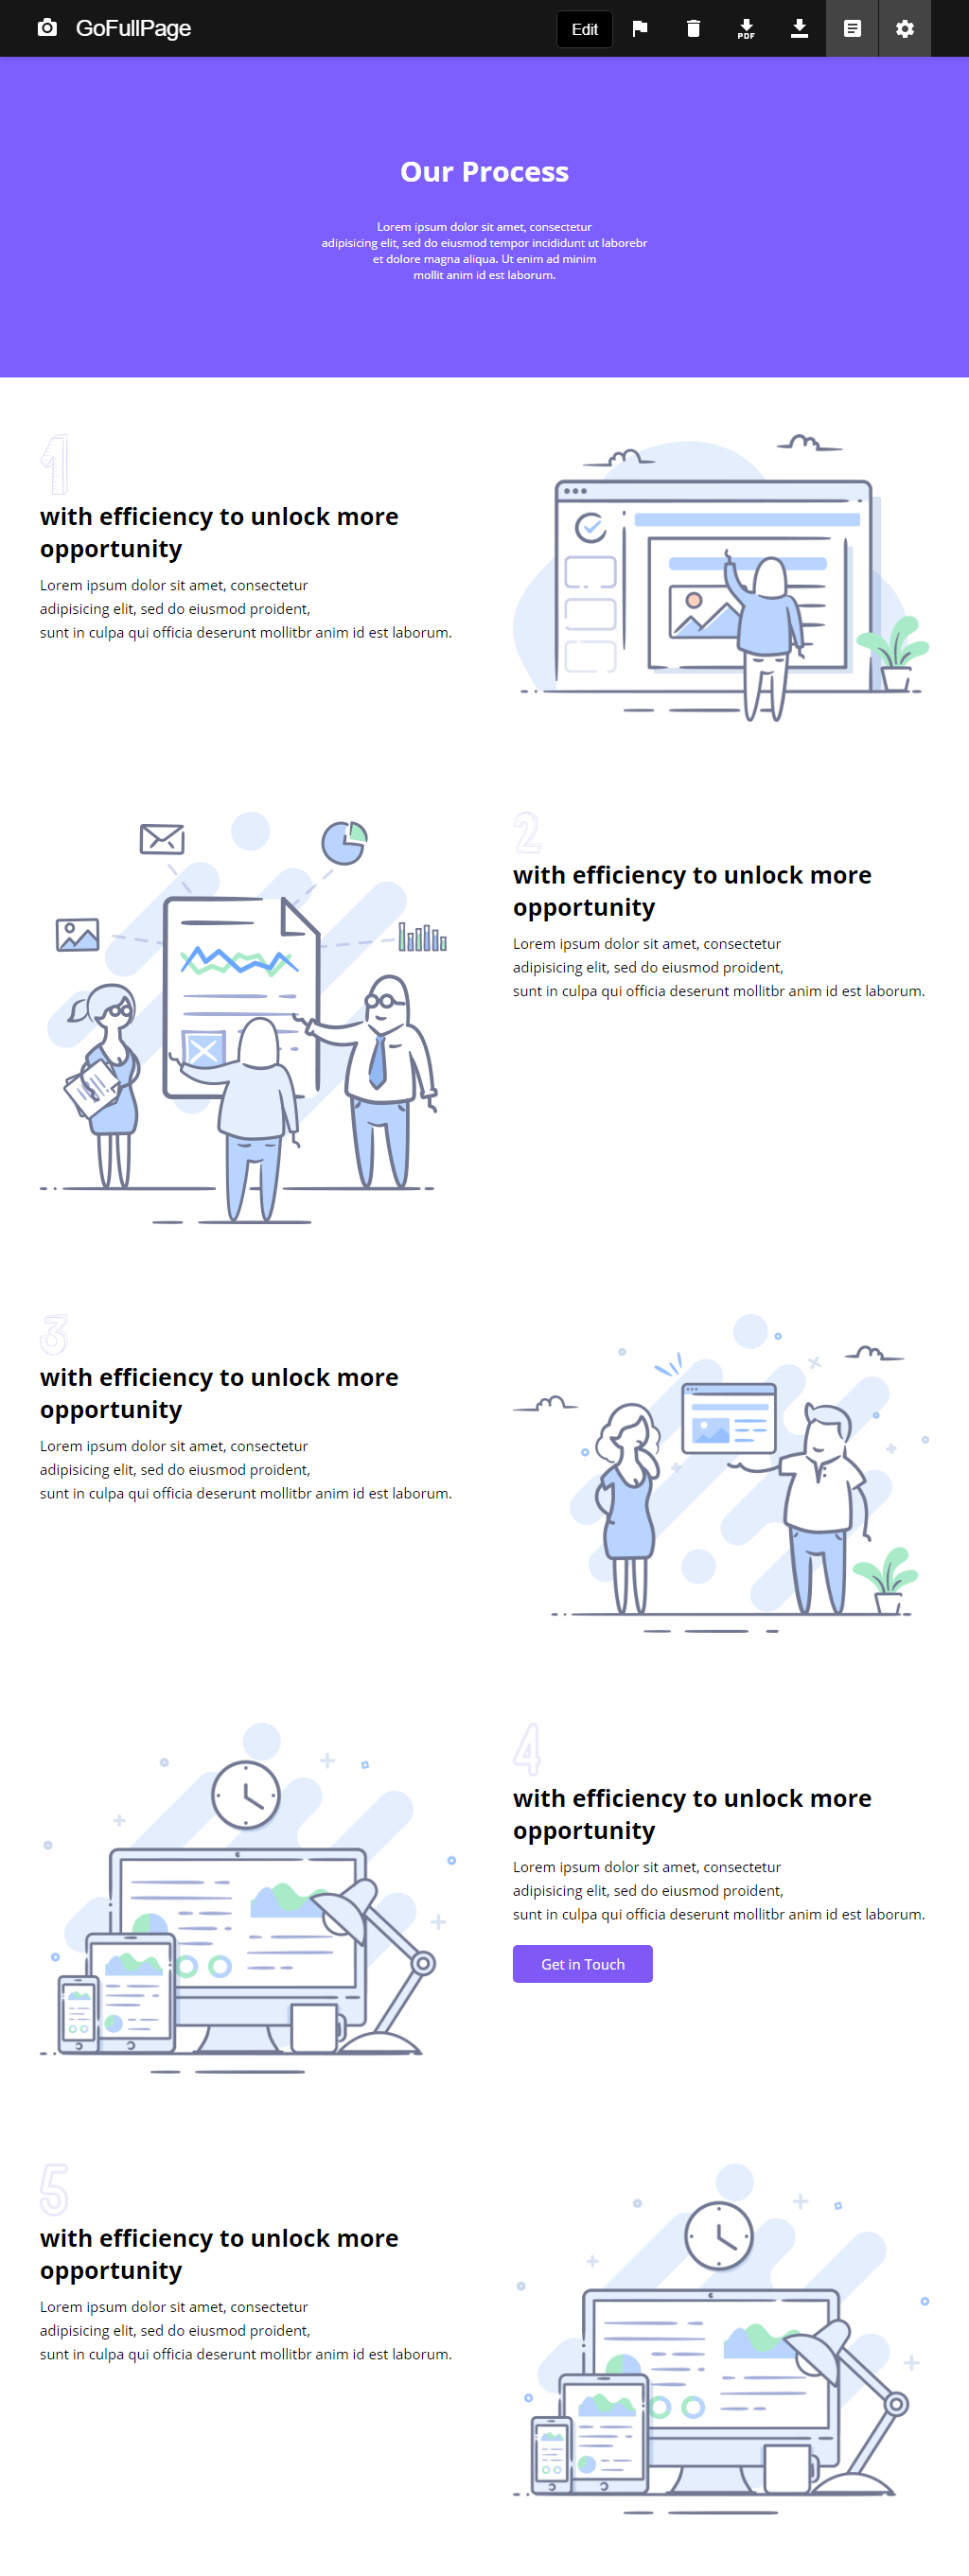 GoFullPage
Edit
PDF
Our Process
Lorem ipsum dolor sit amet, consectetur
adipisicing elit, sed do eiusmod tempor incididunt ut laborebr
et dolore magna aliqua. Ut enim ad minim
mollit anim id est laborum.
1
with efficiency to unlock more
opportunity
Lorem ipsum dolor sit amet, consectetur
adipisicing elit, sed do eiusmod proident,
sunt in culpa qui officia deserunt mollitbr anim id est laborum.
2
with efficiency to unlock more
opportunity
Lorem ipsum dolor sit amet, consectetur
adipisicing elit, sed do eiusmod proident,
sunt in culpa qui officia deserunt mollitbr anim id est laborum.
3
with efficiency to unlock more
opportunity
Lorem ipsum dolor sit amet, consectetur
adipisicing elit, sed do eiusmod proident,
sunt in culpa qui officia deserunt mollitbr anim id est laborum.
4
with efficiency to unlock more
opportunity
Lorem ipsum dolor sit amet, consectetur
adipisicing elit, sed do eiusmod proident,
sunt in culpa qui officia deserunt mollitbr anim id est laborum.
Get in Touch
5
with efficiency to unlock more
opportunity
Lorem ipsum dolor sit amet, consectetur
adipisicing elit, sed do eiusmod proident,
sunt in culpa qui officia deserunt mollitbr anim id est laborum.